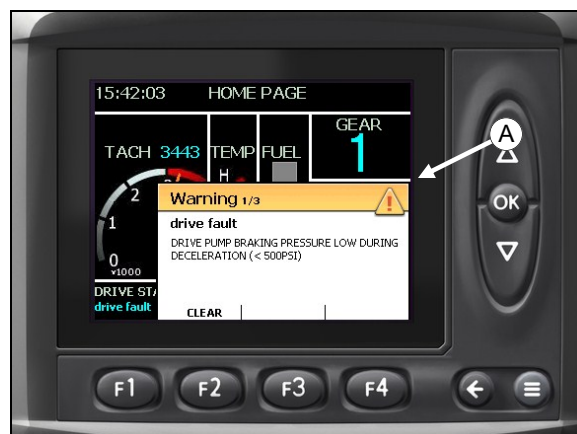 15:42:03 HOME PAGE
GEAR
1
TACH 3443 TEMP FUEL
H
2
1
0
x1000
Warning 1/3
drive fault
DRIVE PUMP BRAKING PRESSURE LOW DURING
DECELERATION (< 500PSI)
DRIVE
drive fault
CLEAR
A
OK
F1 F2 F3 F4